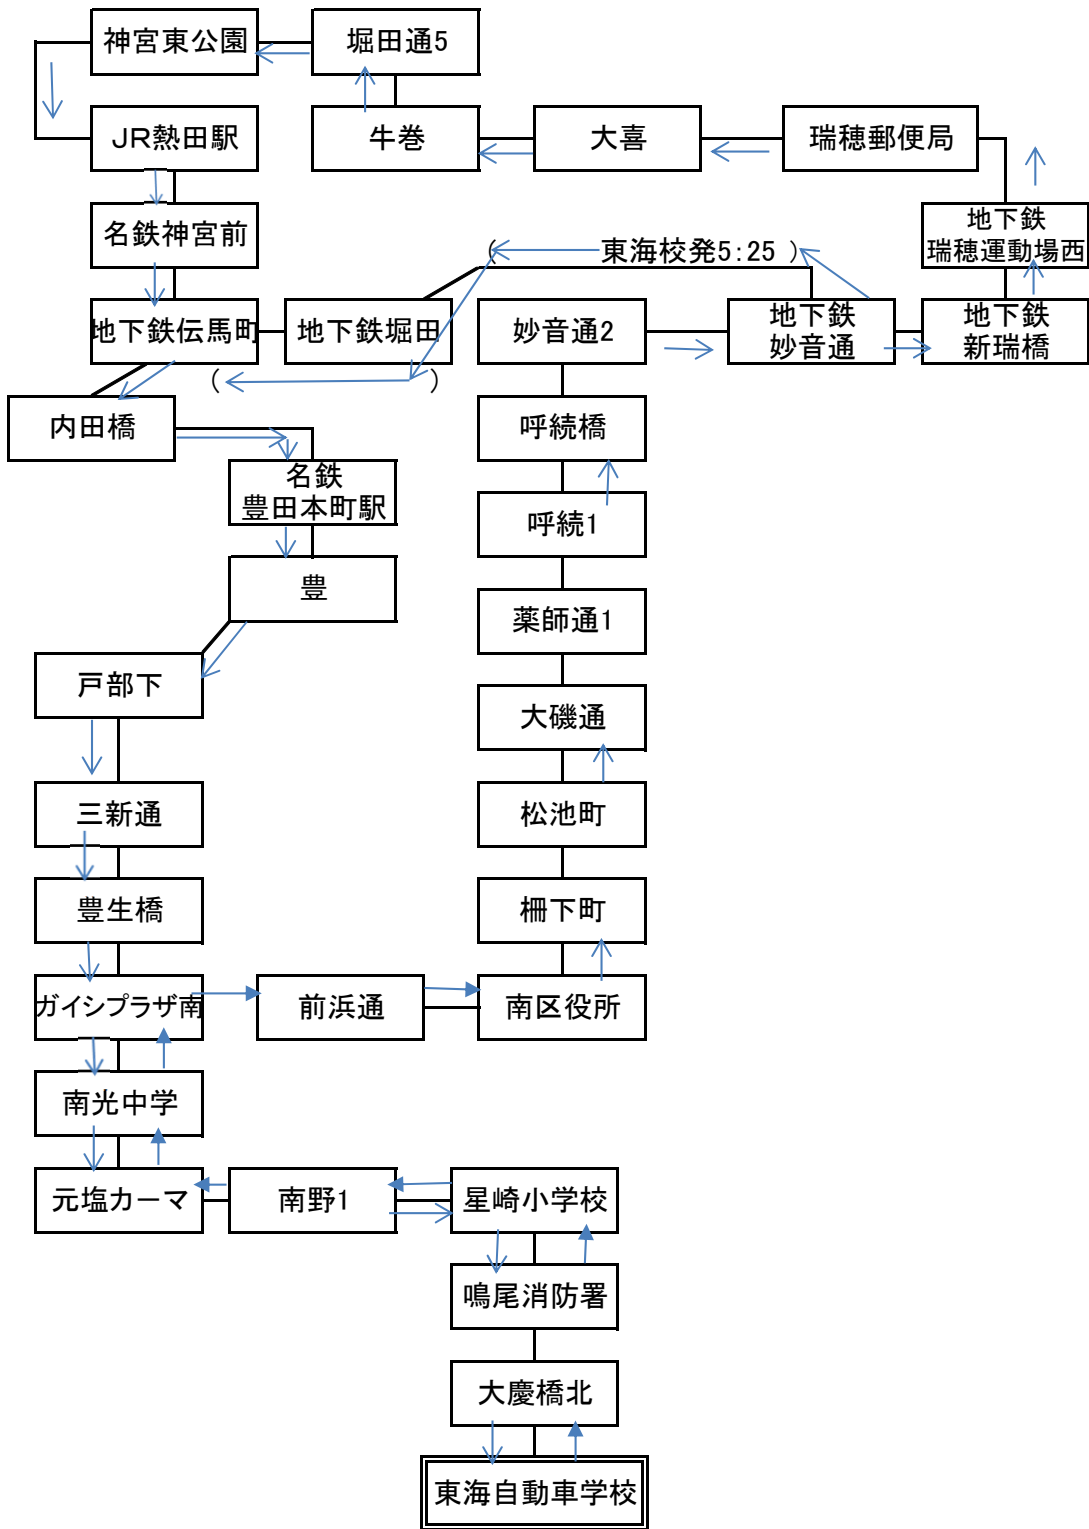 神宮東公園
堀田通5
JR熱田駅
牛巻
大喜
瑞穂郵便局
名鉄神宮前
地下鉄
瑞穂運動場西
( 東海校発5:25 )
地下鉄伝馬町
地下鉄堀田
妙音通2
地下鉄
妙音通
地下鉄
新瑞橋
( )
内田橋
呼続橋
名鉄
豊田本町駅
呼続1
豊
薬師通1
戸部下
大磯通
三新通
松池町
豊生橋
柵下町
ガイシプラザ南
前浜通
南区役所
南光中学
元塩カーマ
南野1
星崎小学校
鳴尾消防署
大慶橋北
東海自動車学校